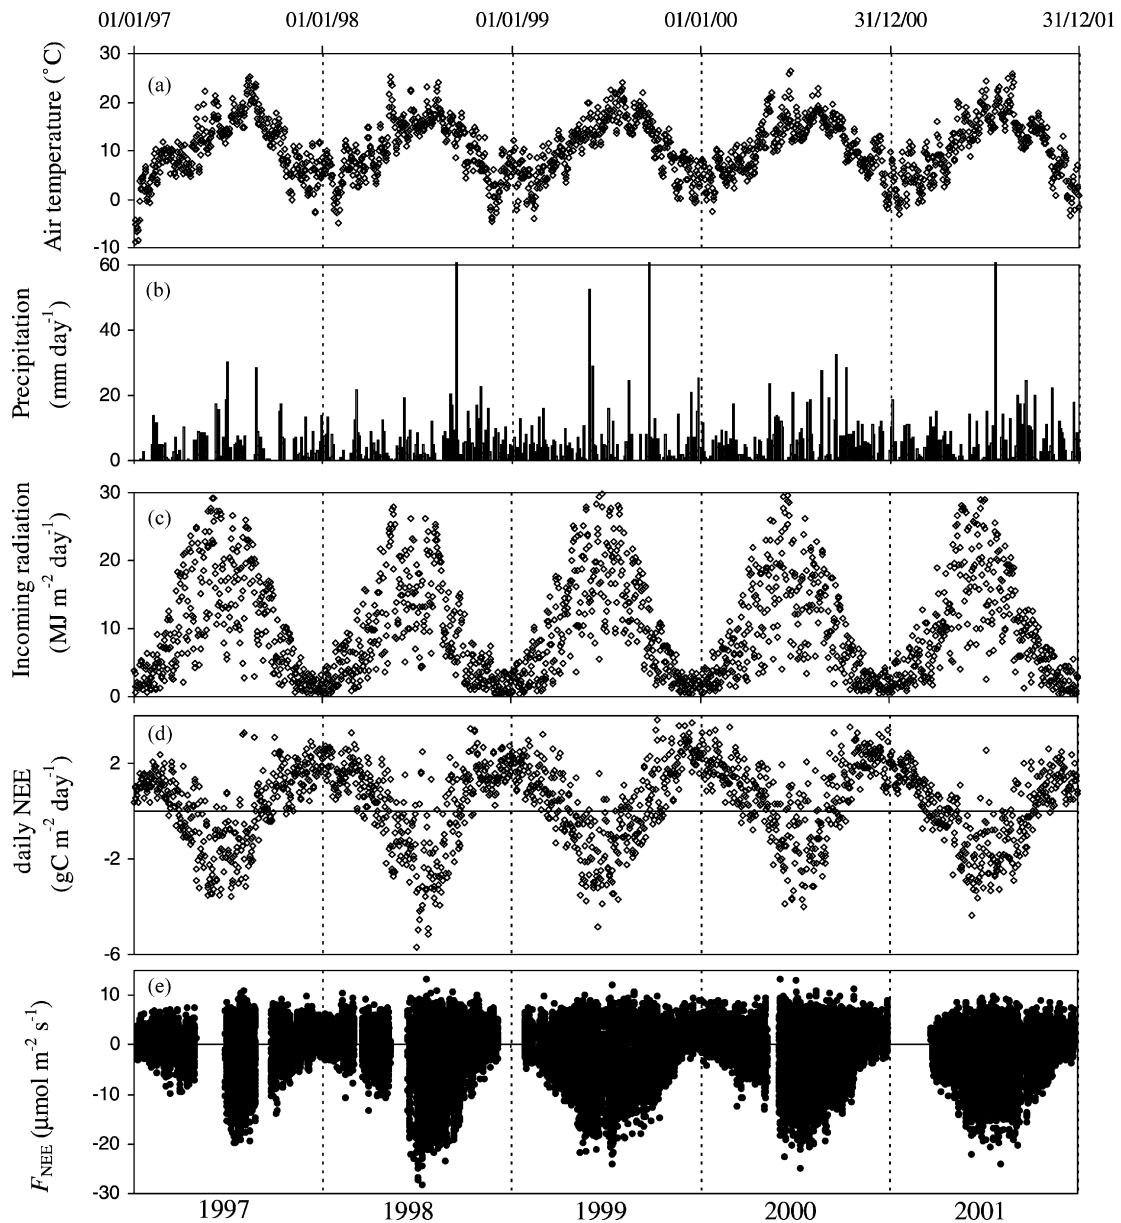 01/01/97 01/01/98 01/01/99 01/01/00 31/12/00 31/12/01
(a)
Air temperature (˚C)
30
20
10
0
-10
(b)
Precipitation
(mm day⁻¹)
60
40
20
0
(c)
Incoming radiation
(MJ m⁻² day⁻¹)
30
20
10
0
(d)
daily NEE
(gC m⁻² day⁻¹)
2
-2
-6
(e)
F_NEE (μmol m⁻² s⁻¹)
10
0
-10
-20
-30
1997 1998 1999 2000 2001